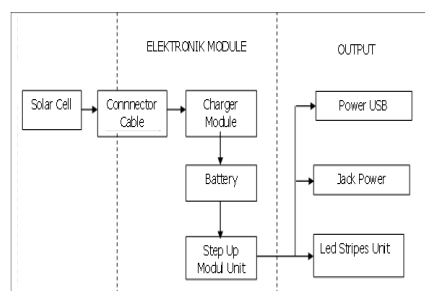 ELEKTRONIK MODULE
OUTPUT
Solar Cell
Connnector
Cable
Charger
Module
Battery
Step Up
Modul Unit
Power USB
Jack Power
Led Stripes Unit